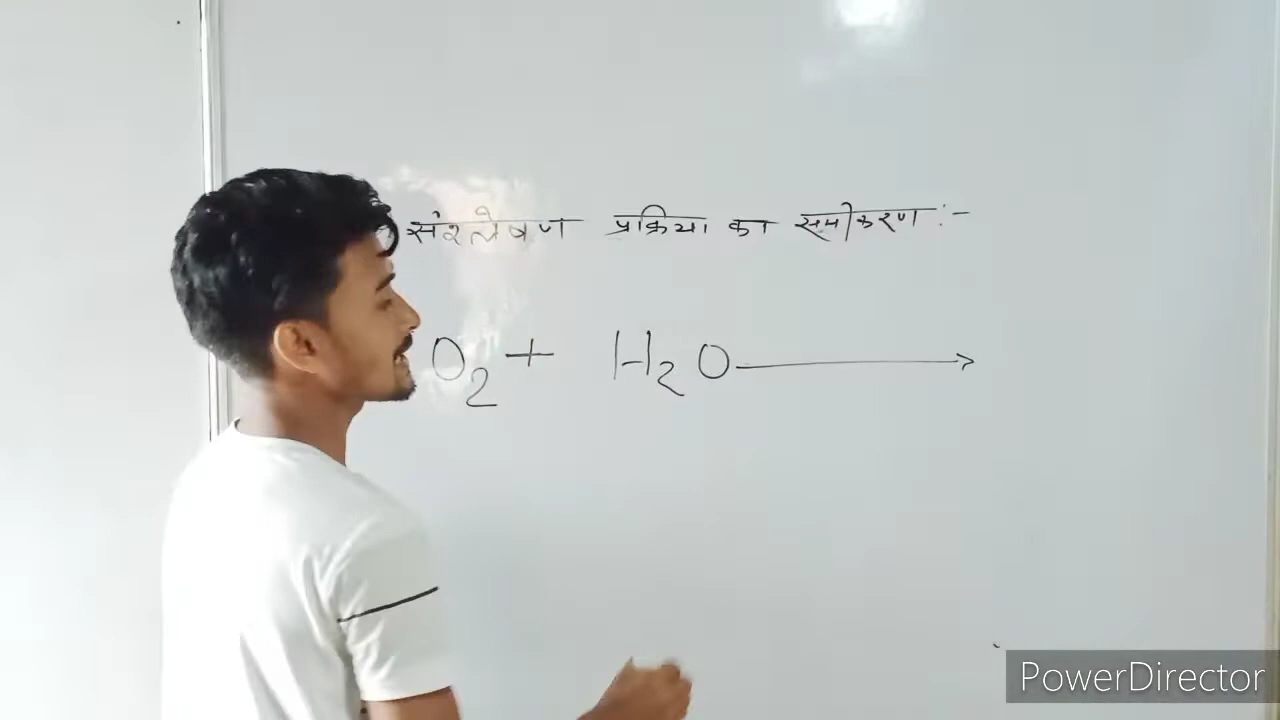 संश्लेषण प्रक्रिया का समीकरण :-
O2 + H2O →
PowerDirector